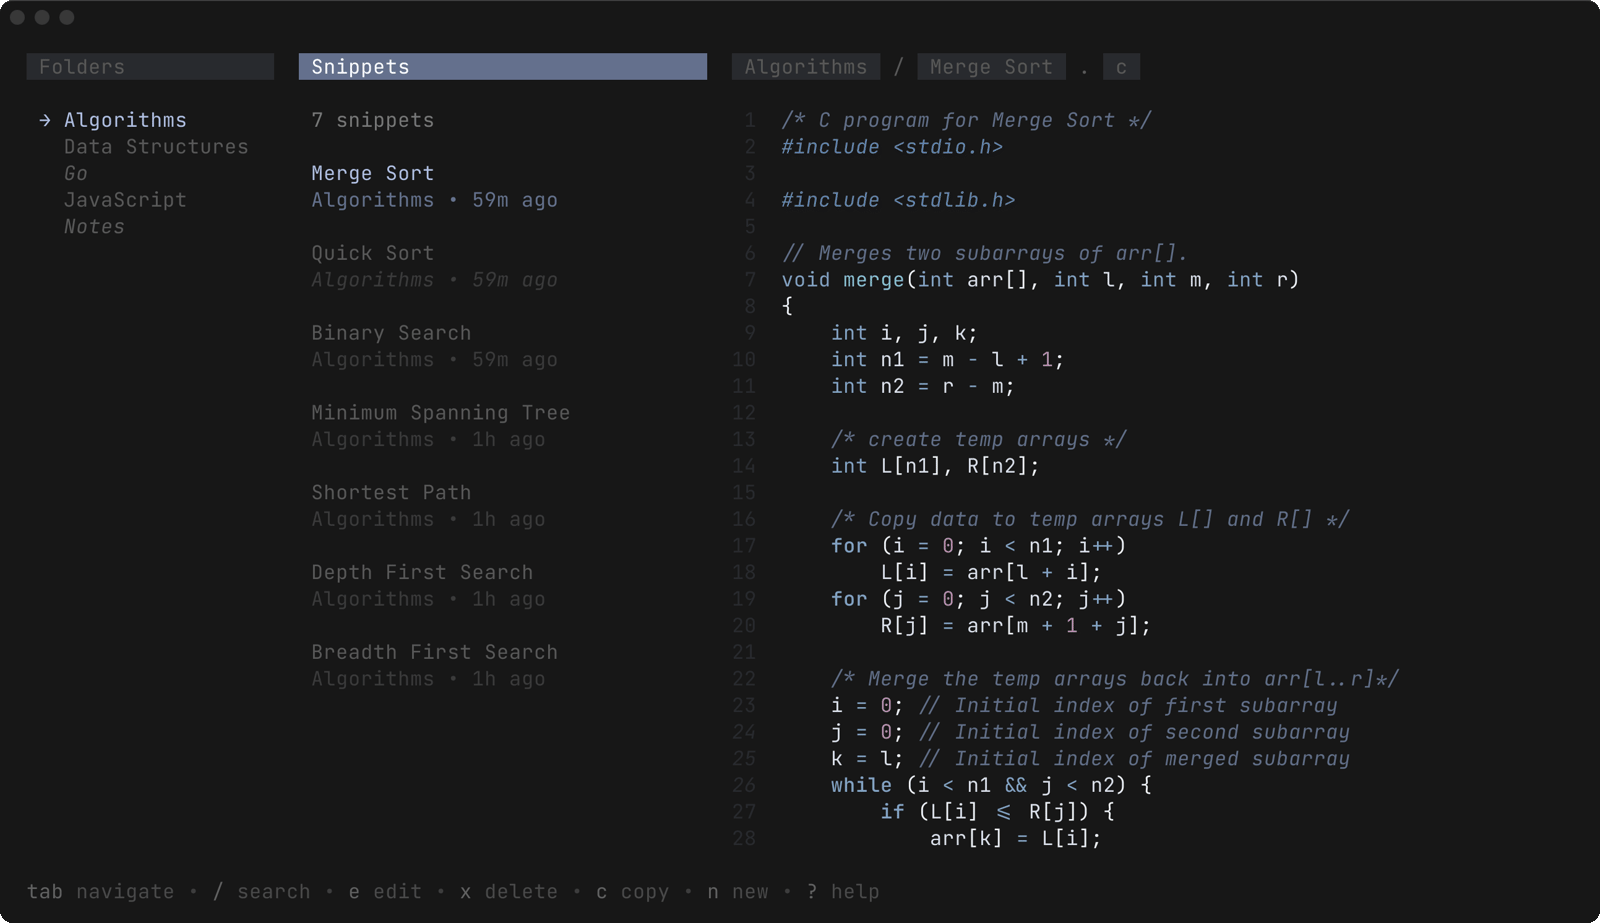 Folders
→ Algorithms
Data Structures
Go
JavaScript
Notes
Snippets
7 snippets
Merge Sort
Algorithms • 59m ago
Quick Sort
Algorithms • 59m ago
Binary Search
Algorithms • 59m ago
Minimum Spanning Tree
Algorithms • 1h ago
Shortest Path
Algorithms • 1h ago
Depth First Search
Algorithms • 1h ago
Breadth First Search
Algorithms • 1h ago
Algorithms / Merge Sort . c
1 /* C program for Merge Sort */
2 #include <stdio.h>
3
4 #include <stdlib.h>
5
6 // Merges two subarrays of arr[].
7 void merge(int arr[], int l, int m, int r)
8 {
9     int i, j, k;
10     int n1 = m - l + 1;
11     int n2 = r - m;
12
13     /* create temp arrays */
14     int L[n1], R[n2];
15
16     /* Copy data to temp arrays L[] and R[] */
17     for (i = 0; i < n1; i++)
18         L[i] = arr[l + i];
19     for (j = 0; j < n2; j++)
20         R[j] = arr[m + 1 + j];
21
22     /* Merge the temp arrays back into arr[l..r]*/
23     i = 0; // Initial index of first subarray
24     j = 0; // Initial index of second subarray
25     k = l; // Initial index of merged subarray
26     while (i < n1 && j < n2) {
27         if (L[i] <= R[j]) {
28             arr[k] = L[i];
tab navigate • / search • e edit • x delete • c copy • n new • ? help